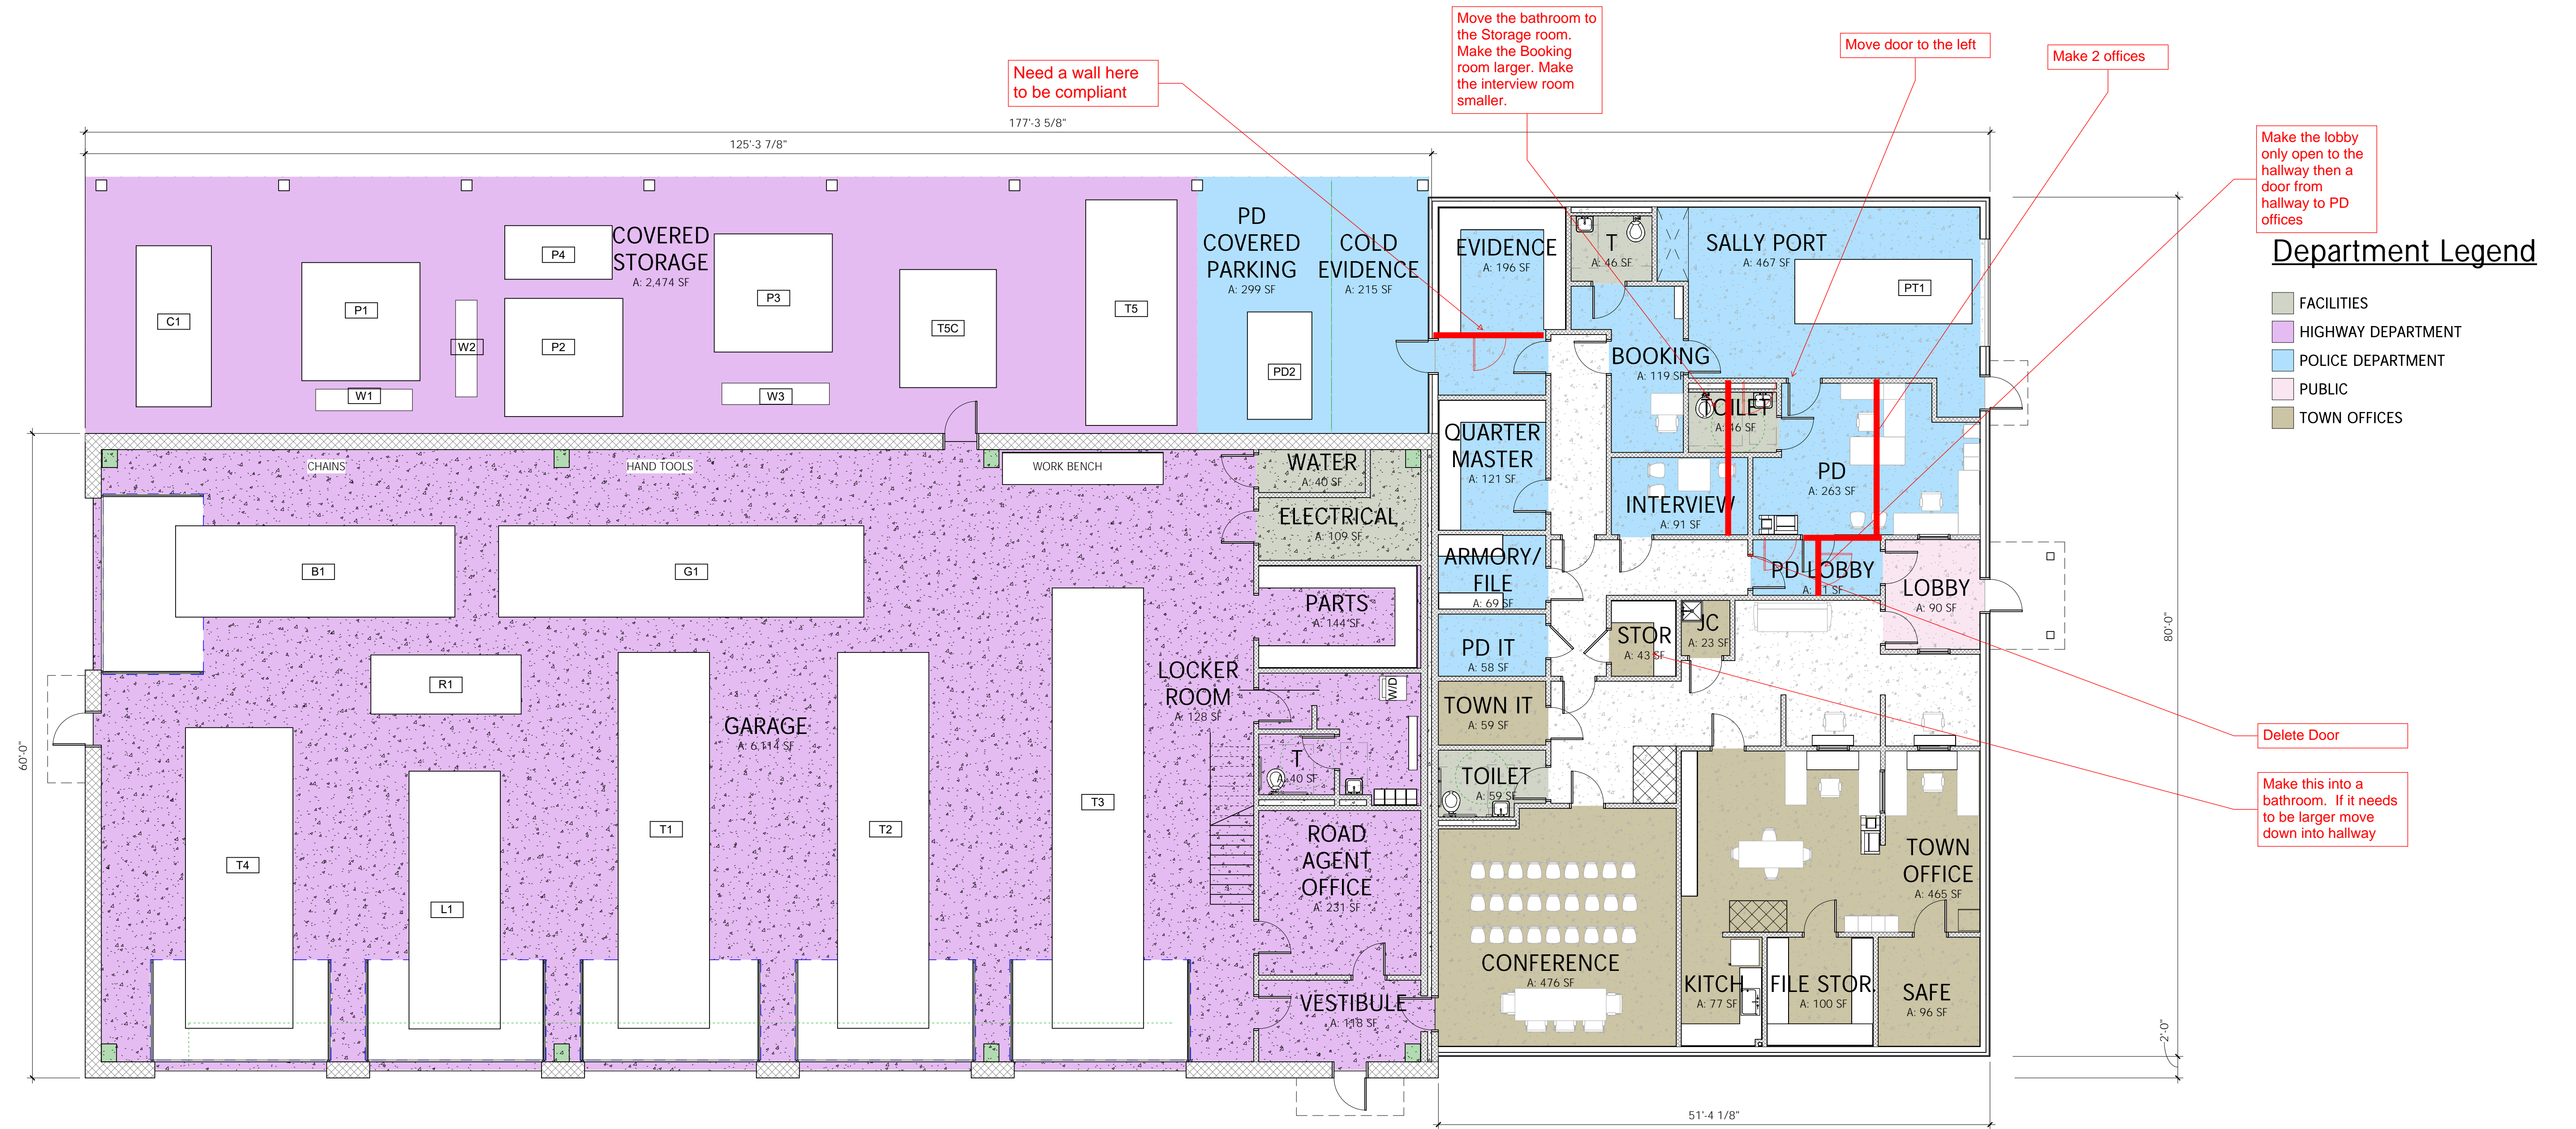 Move the bathroom to
the Storage room.
Make the Booking
room larger. Make
the interview room
smaller.
Move door to the left
Make 2 offices
Need a wall here
to be compliant
Make the lobby
only open to the
hallway then a
door from
hallway to PD
offices
177'-3 5/8"
125'-3 7/8"
Department Legend
FACILITIES
HIGHWAY DEPARTMENT
POLICE DEPARTMENT
PUBLIC
TOWN OFFICES
COVERED
STORAGE
A: 2,474 SF
C1
P1
W1
W2
P4
P2
P3
W3
T5C
T5
PD
COVERED
PARKING
A: 299 SF
PD2
COLD
EVIDENCE
A: 215 SF
EVIDENCE
A: 196 SF
T
A: 46 SF
SALLY PORT
A: 467 SF
PT1
BOOKING
A: 119 SF
TOILET
A: 46 SF
QUARTER
MASTER
A: 121 SF
INTERVIEW
A: 91 SF
PD
A: 263 SF
CHAINS
HAND TOOLS
WORK BENCH
WATER
A: 40 SF
ELECTRICAL
A: 109 SF
ARMORY/
FILE
A: 69 SF
PD LOBBY
LOBBY
A: 90 SF
B1
G1
PARTS
A: 144 SF
PD IT
A: 58 SF
STOR
A: 43 SF
JC
A: 23 SF
R1
LOCKER
ROOM
A: 128 SF
W/D
TOWN IT
A: 59 SF
GARAGE
A: 6,114 SF
T
A: 40 SF
TOILET
A: 59 SF
T4
L1
T1
T2
T3
ROAD
AGENT
OFFICE
A: 231 SF
TOWN
OFFICE
A: 465 SF
CONFERENCE
A: 476 SF
KITCH.
A: 77 SF
FILE STOR.
A: 100 SF
SAFE
A: 96 SF
VESTIBULE
A: 118 SF
60'-0"
80'-0"
2'-0"
51'-4 1/8"
Delete Door
Make this into a
bathroom. If it needs
to be larger move
down into hallway